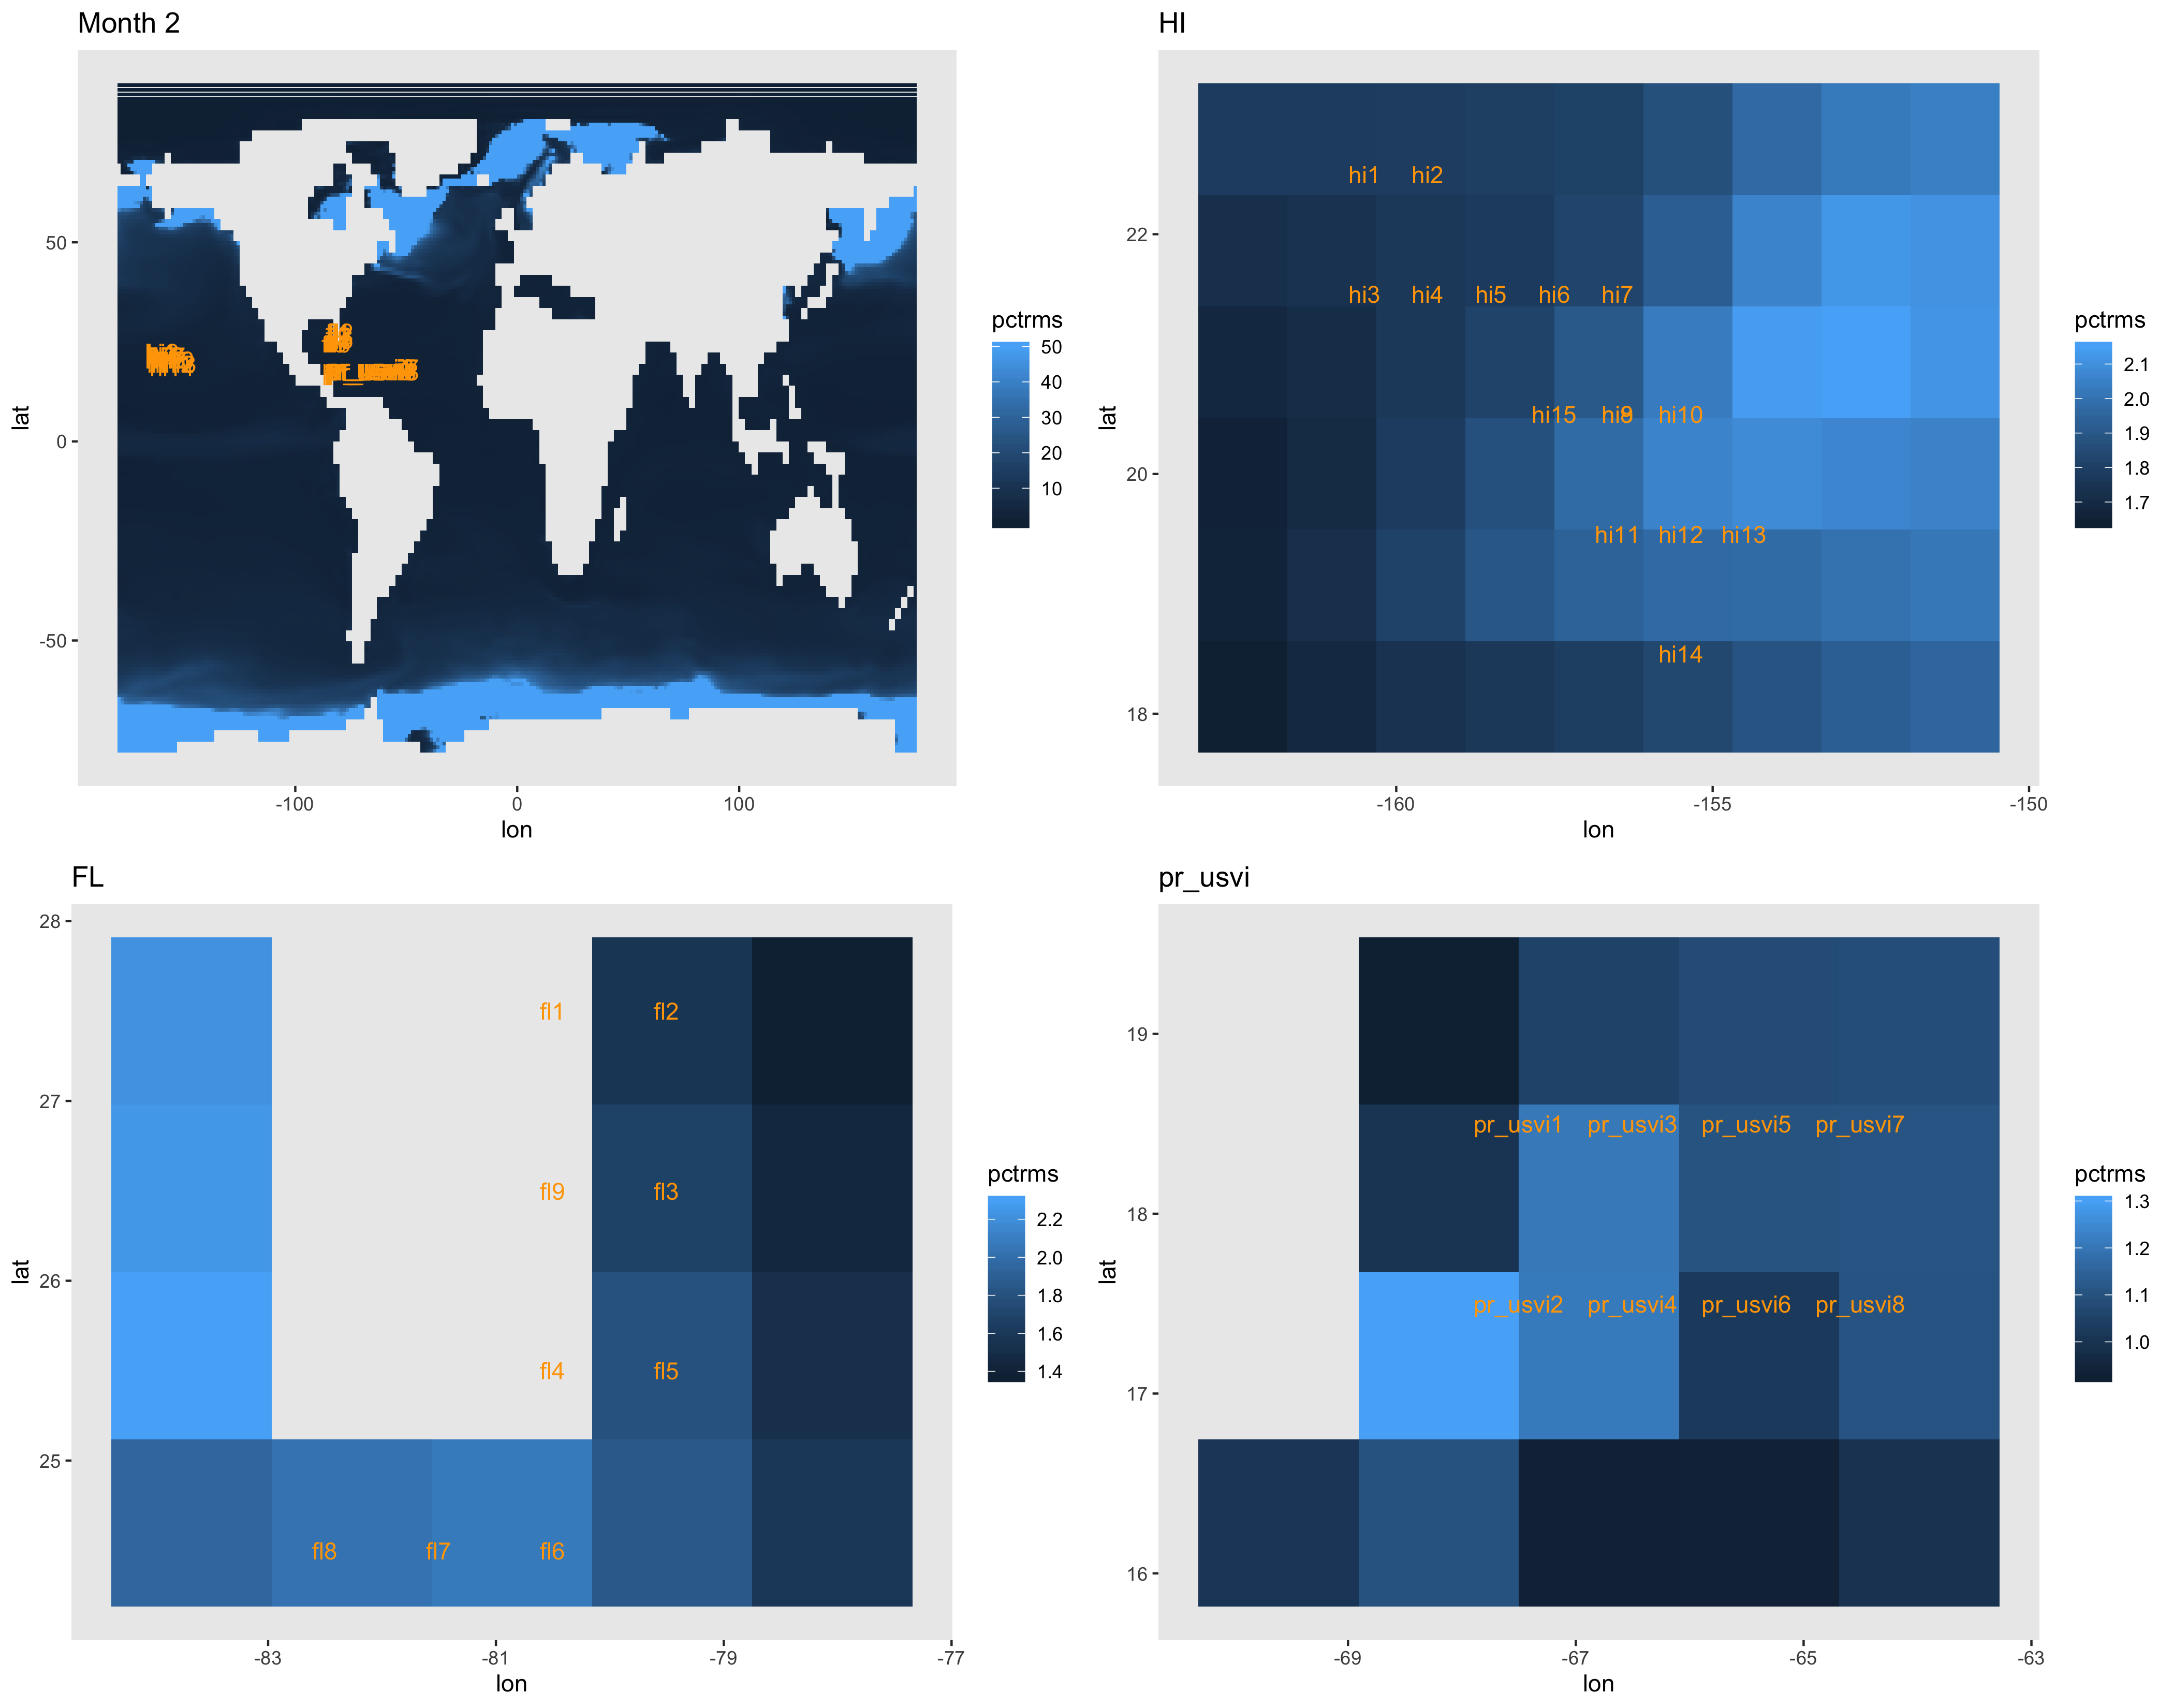 Month 2
lat
50
0
-50
-100 0 100
lon
pctrms
50
40
30
20
10
HI
lat
22
20
18
hi1 hi2
hi3 hi4 hi5 hi6 hi7
hi15 hi9 hi10
hi11 hi12 hi13
hi14
-160 -155 -150
lon
pctrms
2.1
2.0
1.9
1.8
1.7
FL
lat
28
27
26
25
fl1 fl2
fl9 fl3
fl4 fl5
fl8 fl7 fl6
-83 -81 -79 -77
lon
pctrms
2.2
2.0
1.8
1.6
1.4
pr_usvi
lat
19
18
17
16
pr_usvi1 pr_usvi3 pr_usvi5 pr_usvi7
pr_usvi2 pr_usvi4 pr_usvi6 pr_usvi8
-69 -67 -65 -63
lon
pctrms
1.3
1.2
1.1
1.0